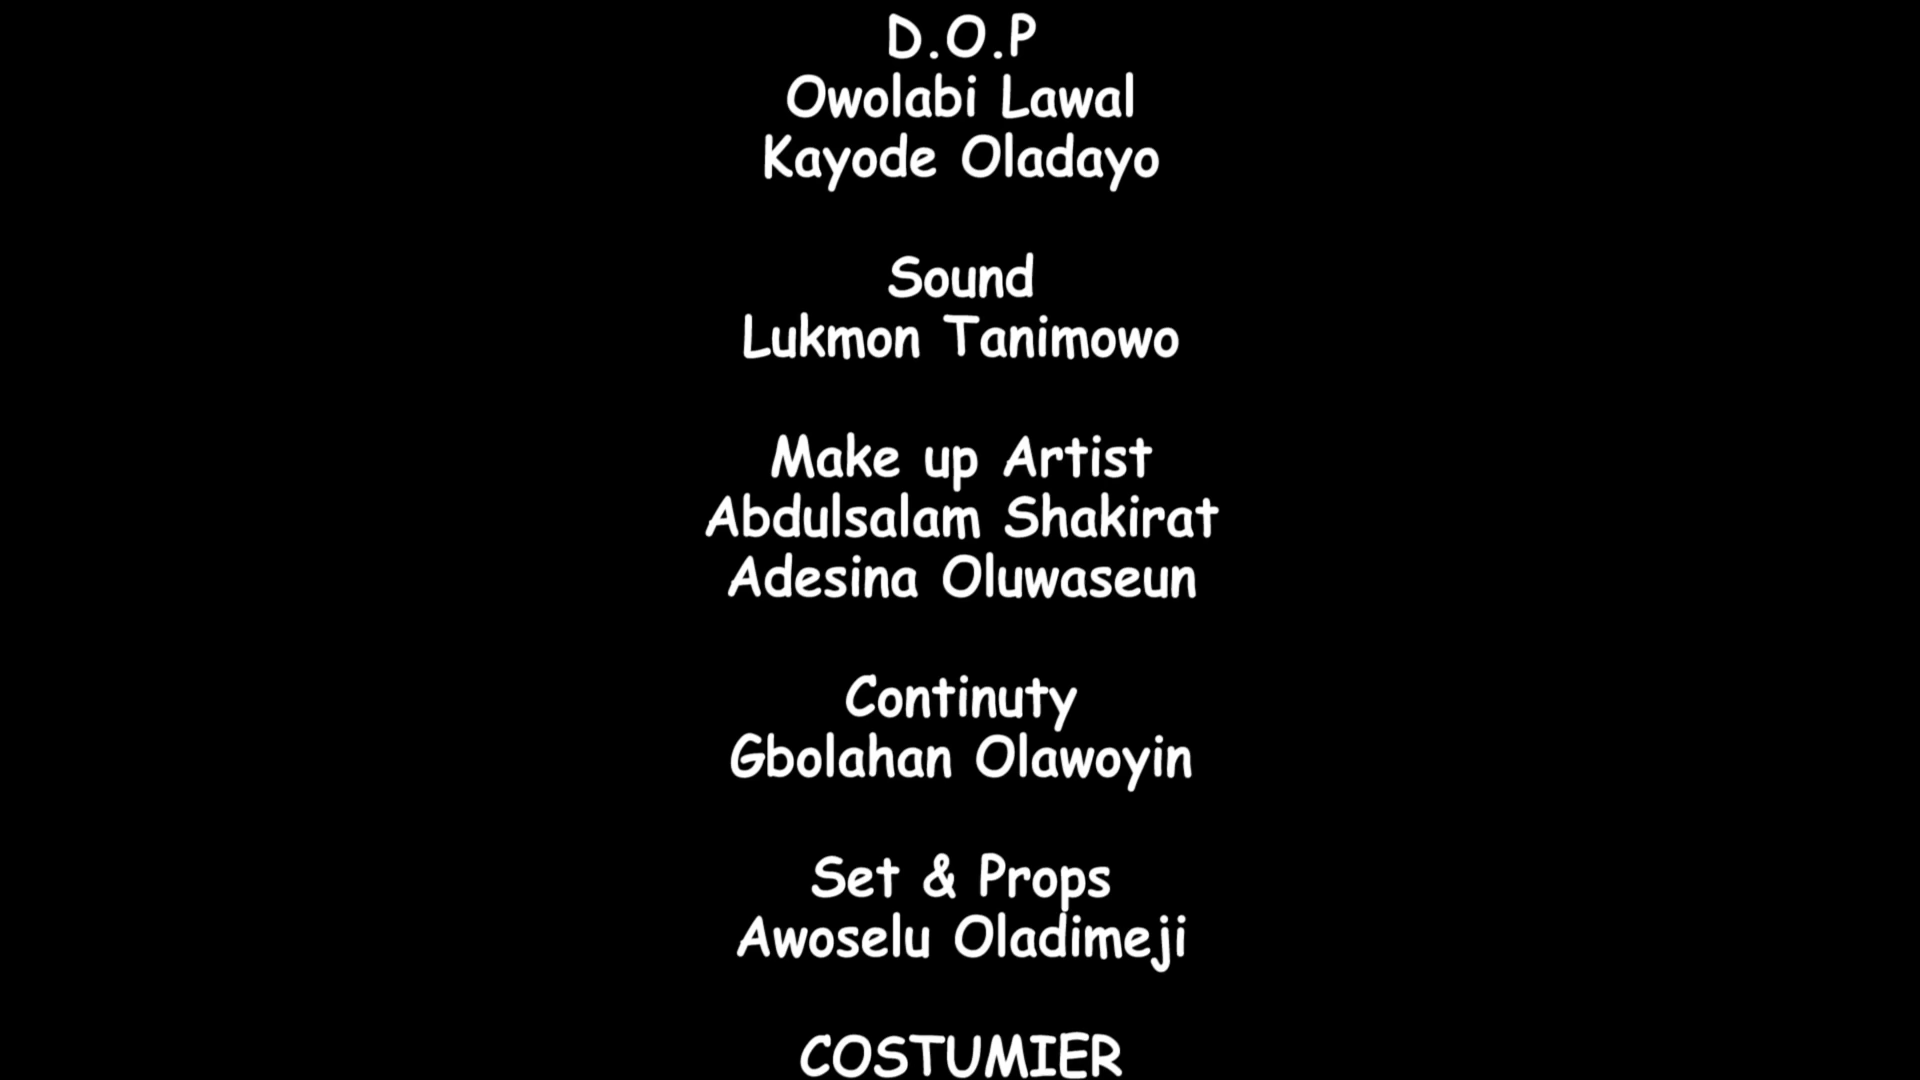 D.O.P
Owolabi Lawal
Kayode Oladayo
Sound
Lukmon Tanimowo
Make up Artist
Abdulsalam Shakirat
Adesina Oluwaseun
Continuty
Gbolahan Olawoyin
Set & Props
Awoselu Oladimeji
COSTUMIER